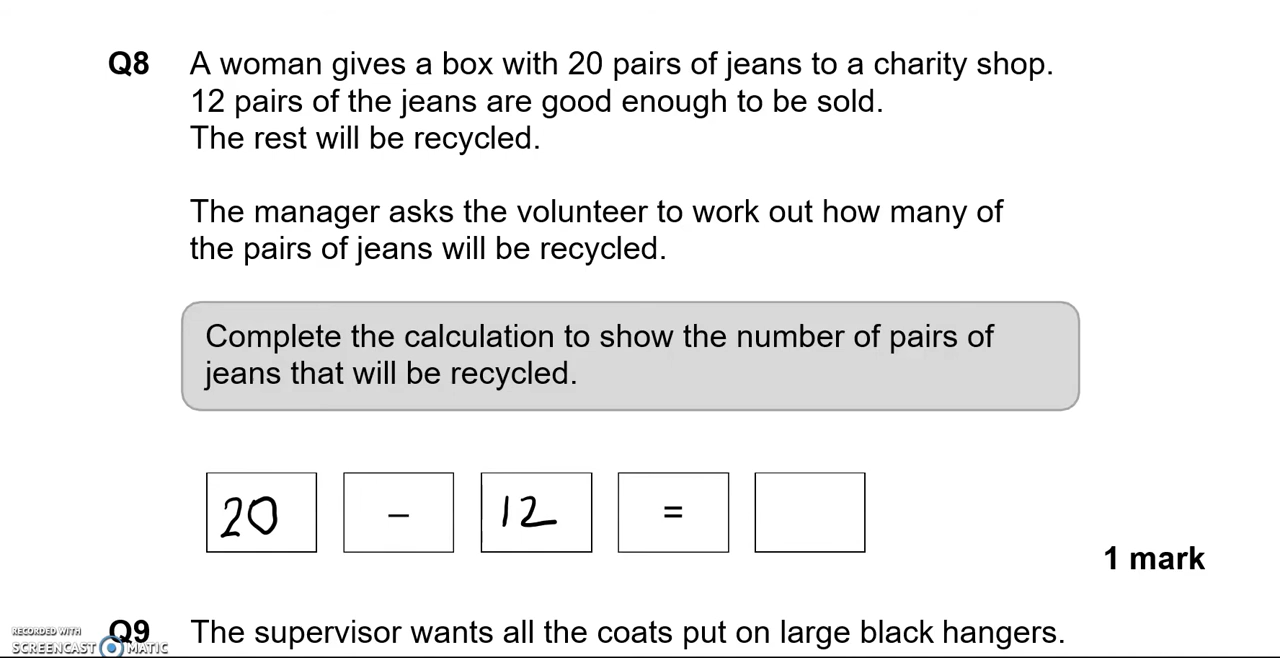 Q8 A woman gives a box with 20 pairs of jeans to a charity shop.
12 pairs of the jeans are good enough to be sold.
The rest will be recycled.
The manager asks the volunteer to work out how many of
the pairs of jeans will be recycled.
Complete the calculation to show the number of pairs of
jeans that will be recycled.
20 – 12 =
1 mark
Q9 The supervisor wants all the coats put on large black hangers.
RECORDED WITH
SCREENCAST MATIC